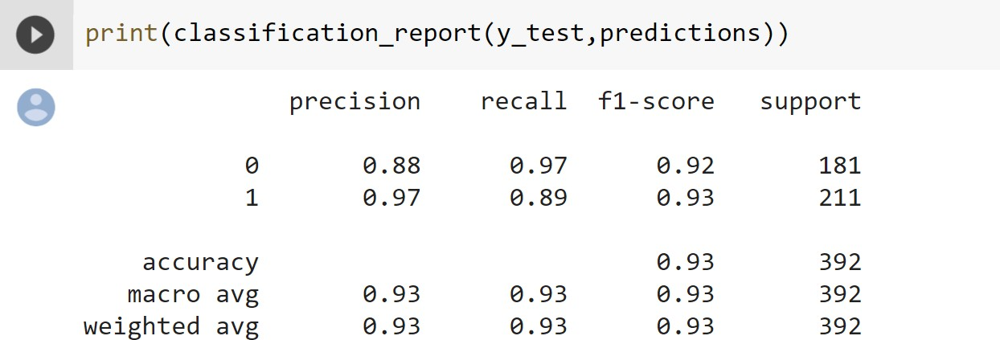 print(classification_report(y_test,predictions))
precision recall f1-score support
0 0.88 0.97 0.92 181
1 0.97 0.89 0.93 211
accuracy 0.93 392
macro avg 0.93 0.93 0.93 392
weighted avg 0.93 0.93 0.93 392